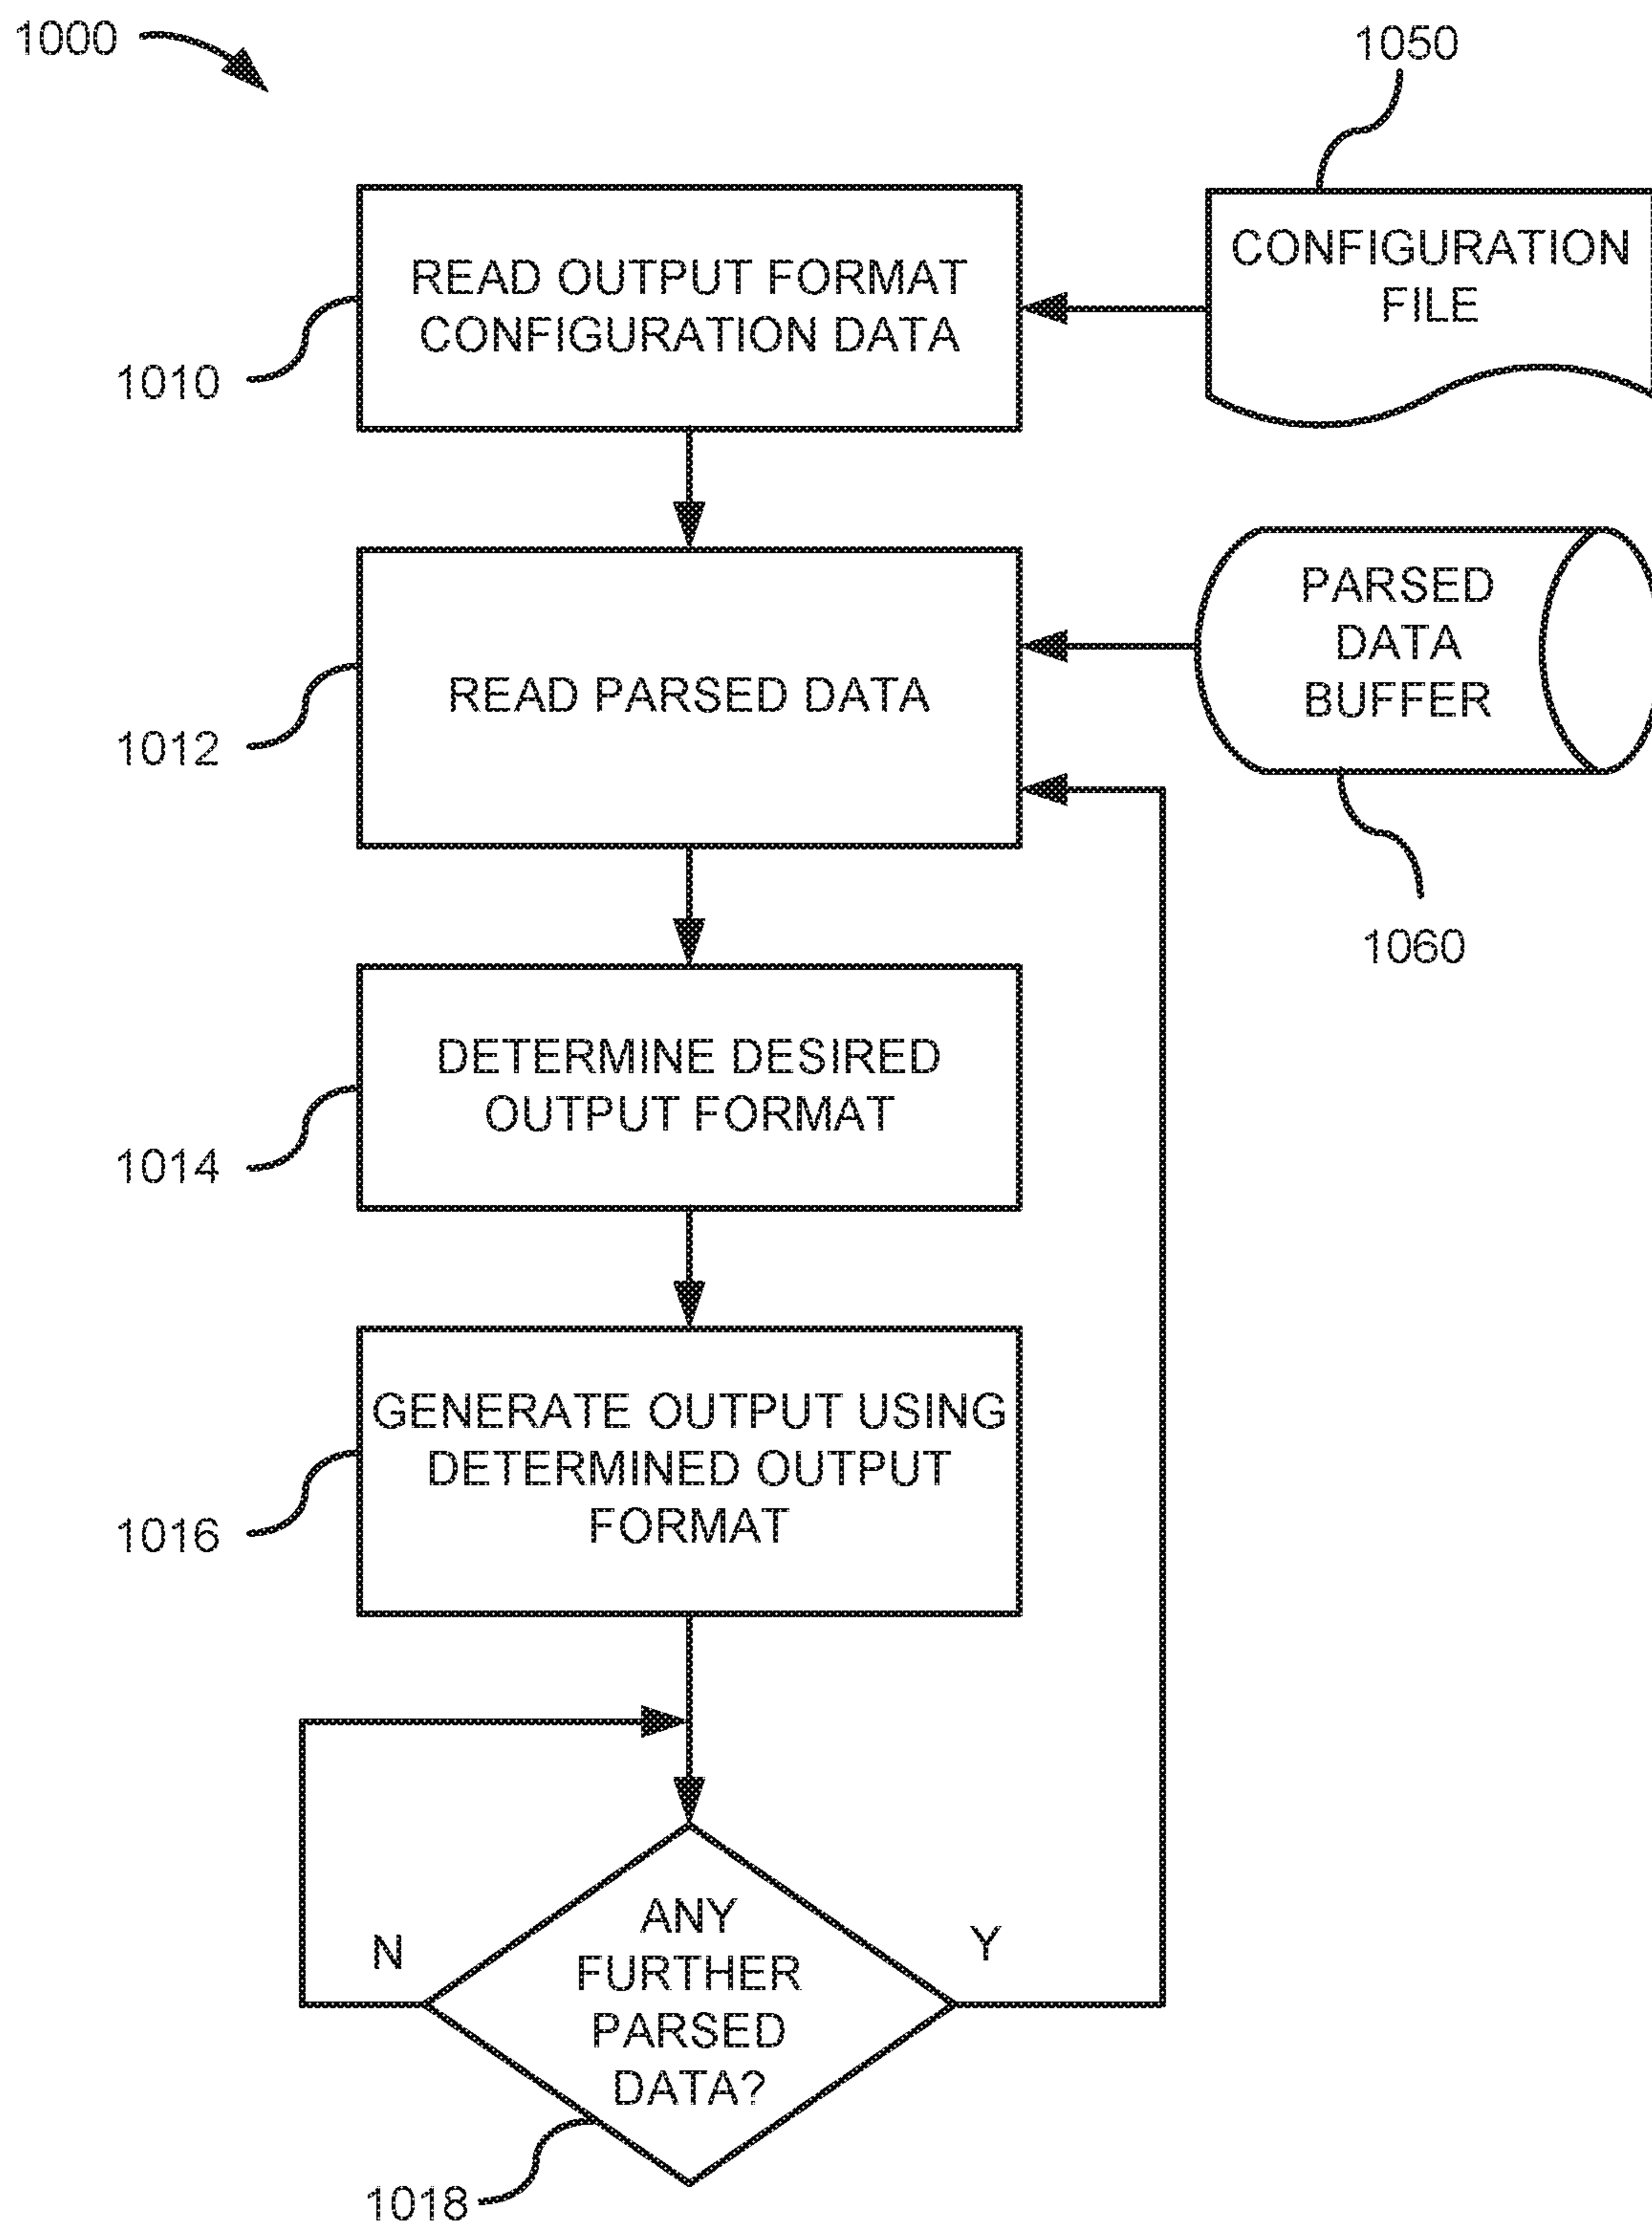 1000
1050
READ OUTPUT FORMAT
CONFIGURATION DATA
CONFIGURATION
FILE
1010
READ PARSED DATA
PARSED
DATA
BUFFER
1012
1060
DETERMINE DESIRED
OUTPUT FORMAT
1014
GENERATE OUTPUT USING
DETERMINED OUTPUT
FORMAT
1016
ANY
FURTHER
PARSED
DATA?
N
Y
1018